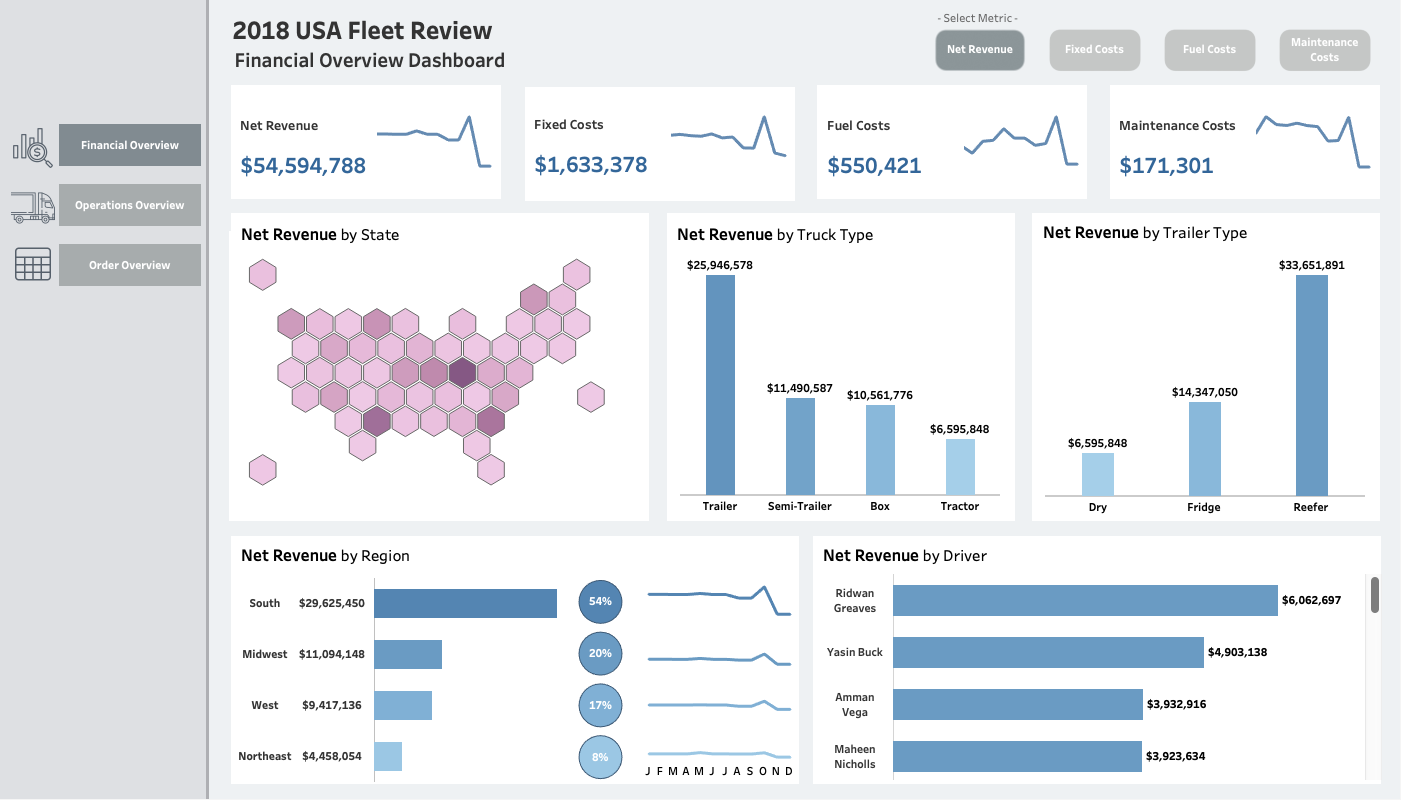 2018 USA Fleet Review
Financial Overview Dashboard
- Select Metric -
Net Revenue
Fixed Costs
Fuel Costs
Maintenance
Costs
Financial Overview
Operations Overview
Order Overview
Net Revenue
$54,594,788
Fixed Costs
$1,633,378
Fuel Costs
$550,421
Maintenance Costs
$171,301
Net Revenue by State
Net Revenue by Truck Type
$25,946,578
$11,490,587
$10,561,776
$6,595,848
Trailer Semi-Trailer Box Tractor
Net Revenue by Trailer Type
$6,595,848
$14,347,050
$33,651,891
Dry Fridge Reefer
Net Revenue by Region
South $29,625,450 54%
Midwest $11,094,148 20%
West $9,417,136 17%
Northeast $4,458,054 8%
J F M A M J J A S O N D
Net Revenue by Driver
Ridwan
Greaves
$6,062,697
Yasin Buck $4,903,138
Amman
Vega
$3,932,916
Maheen
Nicholls
$3,923,634